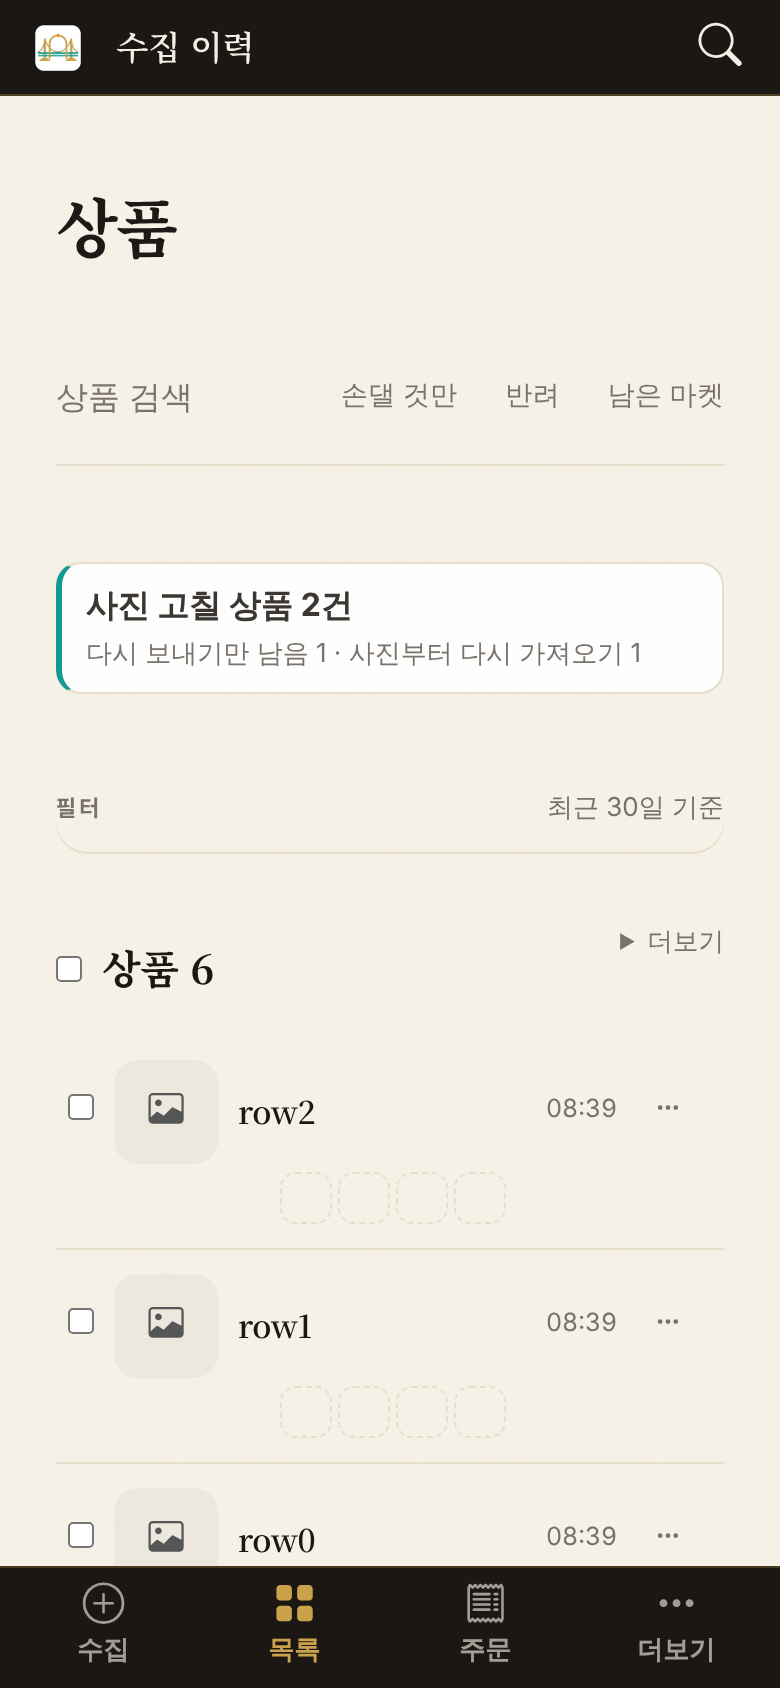 수집 이력
상품
상품 검색 손댈 것만 반려 남은 마켓
사진 고칠 상품 2건
다시 보내기만 남음 1 · 사진부터 다시 가져오기 1
필터 최근 30일 기준
▶ 더보기
상품 6
row2 08:39 ···
row1 08:39 ···
row0 08:39 ···
수집 목록 주문 더보기